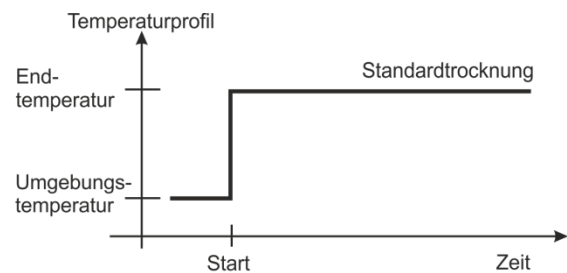 Temperaturprofil
End-
temperatur
Standardtrocknung
Umgebungs-
temperatur
Start
Zeit